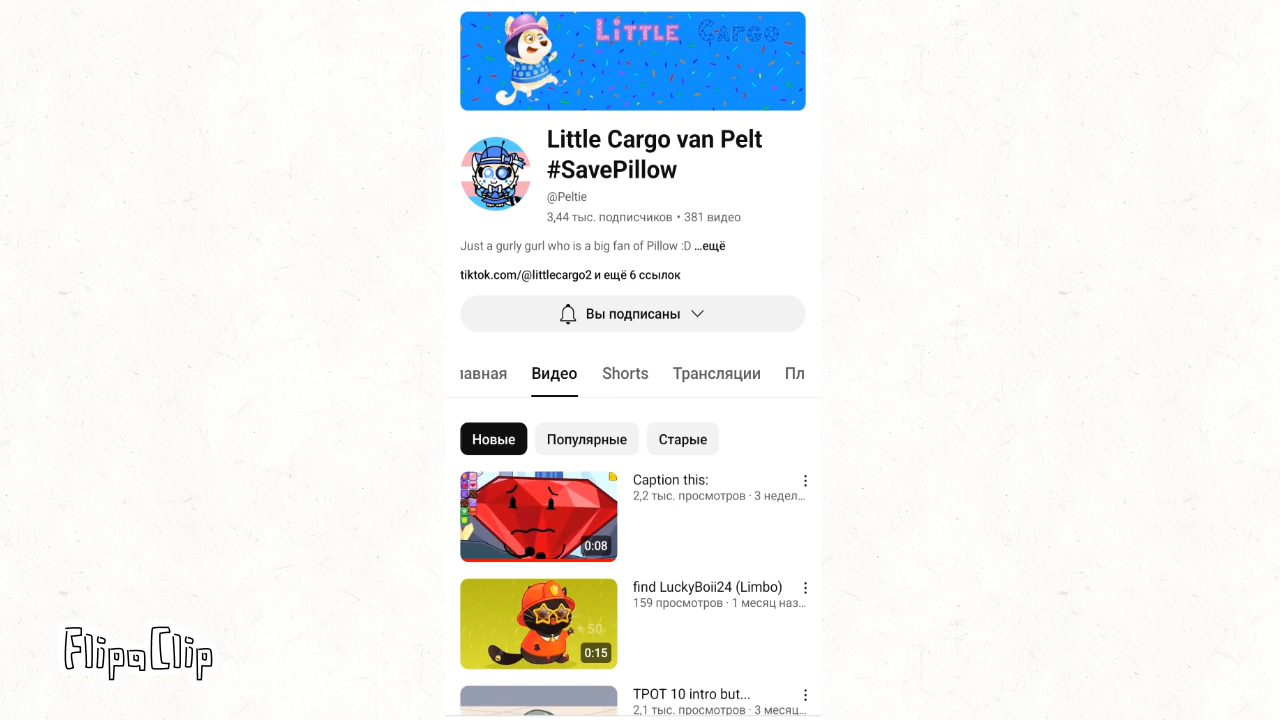 Little Cargo
Little Cargo van Pelt
#SavePillow
@Peltie
3,44 тыс. подписчиков • 381 видео
Just a gurly gurl who is a big fan of Pillow :D ...ещё
tiktok.com/@littlecargo2 и ещё 6 ссылок
Вы подписаны
лавная Видео Shorts Трансляции Пл
Новые Популярные Старые
Caption this:
2,2 тыс. просмотров · 3 недел...
0:08
find LuckyBoii24 (Limbo)
159 просмотров · 1 месяц наз...
+50
0:15
TPOT 10 intro but...
2,1 тыс. просмотров · 3 месяц...
FlipaClip